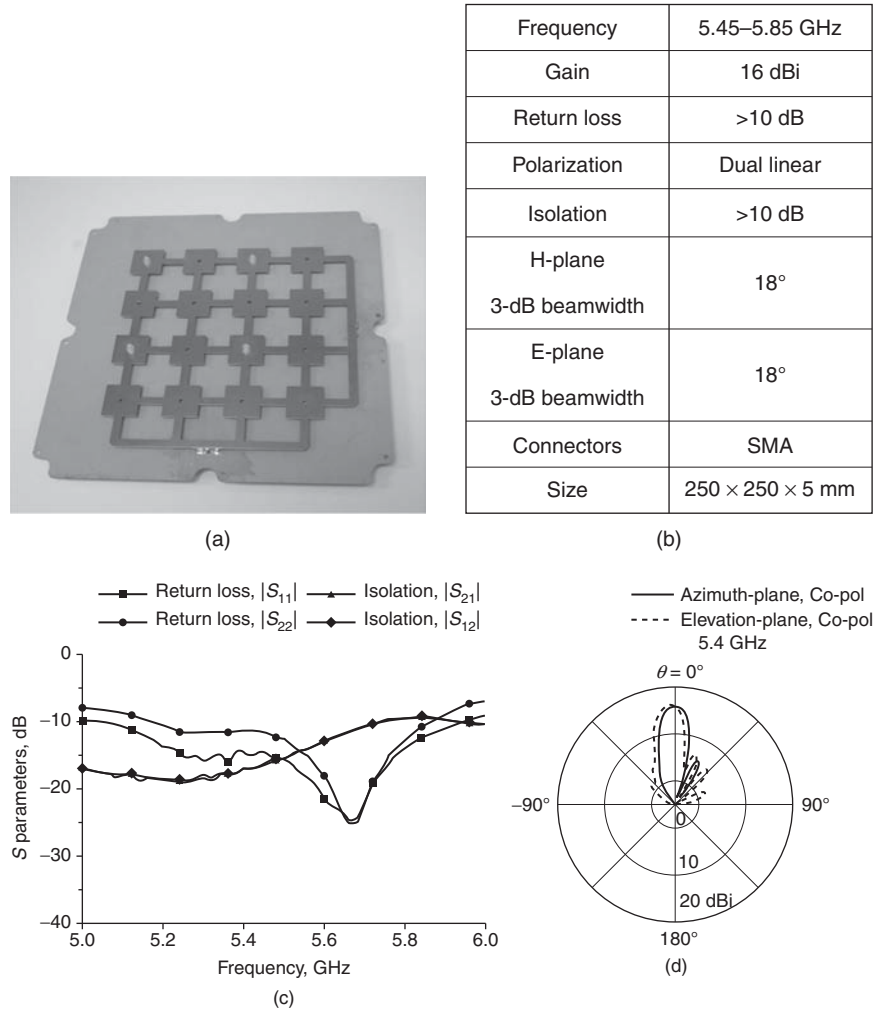 Frequency 5.45–5.85 GHz
Gain 16 dBi
Return loss >10 dB
Polarization Dual linear
Isolation >10 dB
H-plane
3-dB beamwidth
18°
E-plane
3-dB beamwidth
18°
Connectors SMA
Size 250 × 250 × 5 mm
(a)
(b)
Return loss, |S11|
Isolation, |S21|
Return loss, |S22|
Isolation, |S12|
0
−10
−20
−30
−40
S parameters, dB
5.0 5.2 5.4 5.6 5.8 6.0
Frequency, GHz
(c)
Azimuth-plane, Co-pol
Elevation-plane, Co-pol
5.4 GHz
θ = 0°
−90°
90°
0
10
20 dBi
180°
(d)